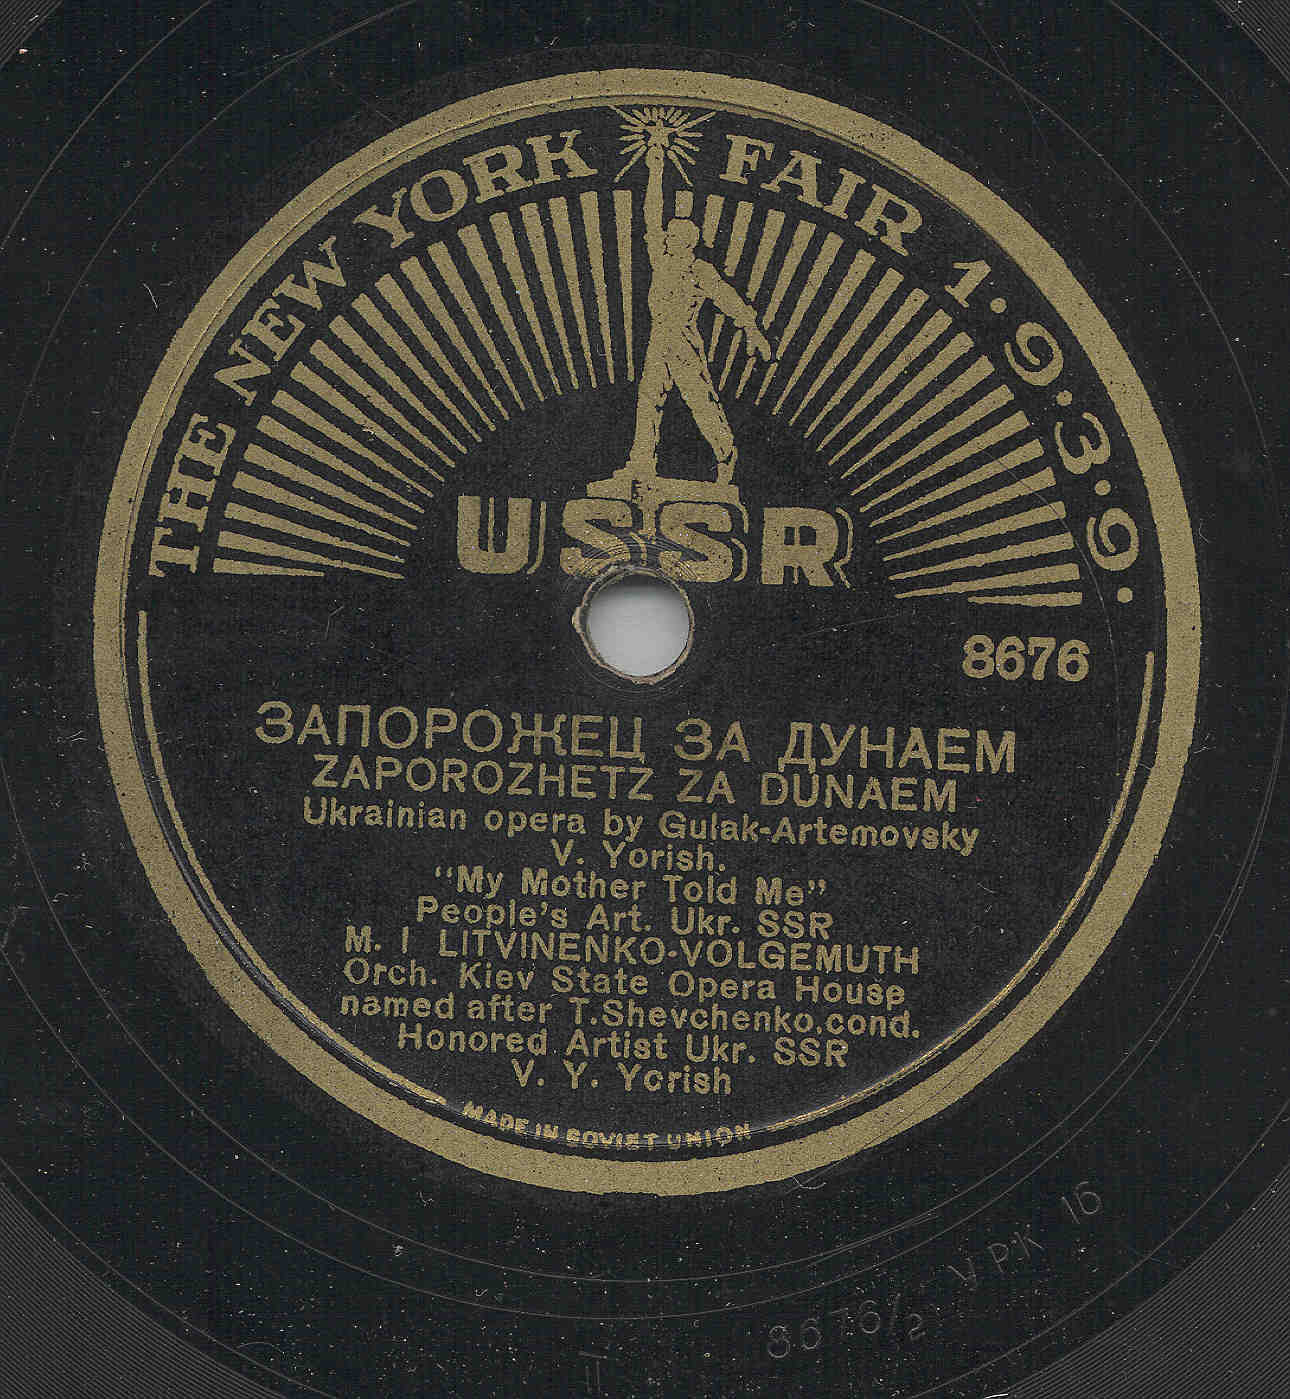 THE NEW YORK FAIR 1.9.3.9.
USSR
8676
ЗАПОРОЖЕЦ ЗА ДУНАЕМ
ZAPOROZHETZ ZA DUNAEM
Ukrainian opera by Gulak-Artemovsky
V. Yorish.
"My Mother Told Me"
People's Art. Ukr. SSR
M. I LITVINENKO-VOLGEMUTH
Orch. Kiev State Opera House
named after T.Shevchenko,cond.
Honored Artist Ukr. SSR
V. Y. Yorish
MADE IN SOVIET UNION
8676/2 VPK 16